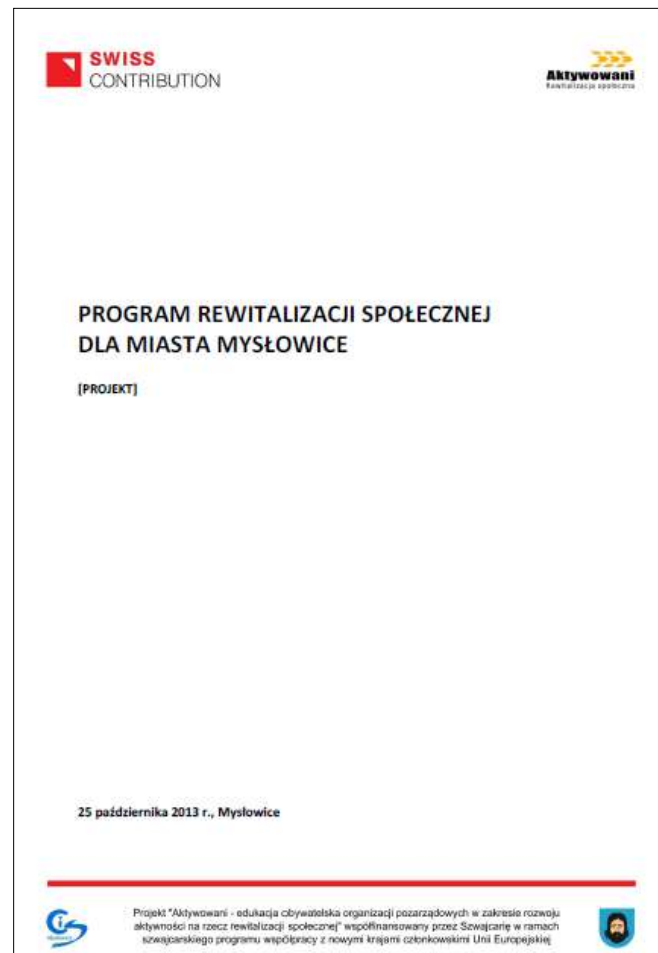 SWISS
CONTRIBUTION
Aktywowani
Rewitalizacja społeczna
PROGRAM REWITALIZACJI SPOŁECZNEJ
DLA MIASTA MYSŁOWICE
[PROJEKT]
25 października 2013 r., Mysłowice
Projekt "Aktywowani - edukacja obywatelska organizacji pozarządowych w zakresie rozwoju
aktywności na rzecz rewitalizacji społecznej" współfinansowany przez Szwajcarię w ramach
szwajcarskiego programu współpracy z nowymi krajami członkowskimi Unii Europejskiej